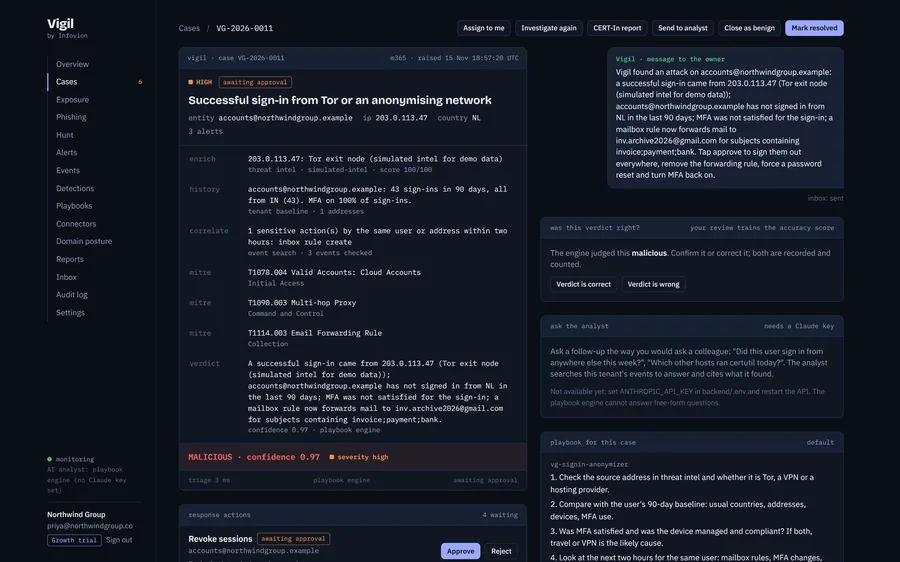 Vigil
by Infovion
Overview
Cases 6
Exposure
Phishing
Hunt
Alerts
Events
Detections
Playbooks
Connectors
Domain posture
Reports
Inbox
Audit log
Settings
monitoring
AI analyst: playbook
engine (no Claude key
set)
Northwind Group
priya@northwindgroup.co
Growth trial Sign out
Cases / VG-2026-0011
Assign to me Investigate again CERT-In report Send to analyst Close as benign Mark resolved
vigil · case VG-2026-0011 m365 · raised 15 Nov 18:57:20 UTC
HIGH awaiting approval
Successful sign-in from Tor or an anonymising network
entity accounts@northwindgroup.example ip 203.0.113.47 country NL
3 alerts
enrich 203.0.113.47: Tor exit node (simulated intel for demo data)
threat intel · simulated-intel · score 100/100
history accounts@northwindgroup.example: 43 sign-ins in 90 days, all
from IN (43). MFA on 100% of sign-ins.
tenant baseline · 1 addresses
correlate 1 sensitive action(s) by the same user or address within two
hours: inbox rule create
event search · 3 events checked
mitre T1078.004 Valid Accounts: Cloud Accounts
Initial Access
mitre T1090.003 Multi-hop Proxy
Command and Control
mitre T1114.003 Email Forwarding Rule
Collection
verdict A successful sign-in came from 203.0.113.47 (Tor exit node
(simulated intel for demo data));
accounts@northwindgroup.example has not signed in from NL in
the last 90 days; MFA was not satisfied for the sign-in; a
mailbox rule now forwards mail to inv.archive2026@gmail.com
for subjects containing invoice;payment;bank.
confidence 0.97 · playbook engine
MALICIOUS · confidence 0.97 severity high
triage 3 ms playbook engine awaiting approval
response actions 4 waiting
Revoke sessions awaiting approval
accounts@northwindgroup.example
Approve Reject
Vigil · message to the owner
Vigil found an attack on accounts@northwindgroup.example:
a successful sign-in came from 203.0.113.47 (Tor exit node
(simulated intel for demo data));
accounts@northwindgroup.example has not signed in from
NL in the last 90 days; MFA was not satisfied for the sign-in; a
mailbox rule now forwards mail to
inv.archive2026@gmail.com for subjects containing
invoice;payment;bank. Tap approve to sign them out
everywhere, remove the forwarding rule, force a password
reset and turn MFA back on.
inbox: sent
was this verdict right? your review trains the accuracy score
The engine judged this malicious. Confirm it or correct it; both are recorded and
counted.
Verdict is correct Verdict is wrong
ask the analyst needs a Claude key
Ask a follow-up the way you would ask a colleague: "Did this user sign in from
anywhere else this week?", "Which other hosts ran certutil today?". The analyst
searches this tenant's events to answer and cites what it found.
Not available yet: set ANTHROPIC_API_KEY in backend/.env and restart the API. The
playbook engine cannot answer free-form questions.
playbook for this case default
vg-signin-anonymizer
1. Check the source address in threat intel and whether it is Tor, a VPN or a
hosting provider.
2. Compare with the user's 90-day baseline: usual countries, addresses,
devices, MFA use.
3. Was MFA satisfied and was the device managed and compliant? If both,
travel or VPN is the likely cause.
4. Look at the next two hours for the same user: mailbox rules, MFA changes,